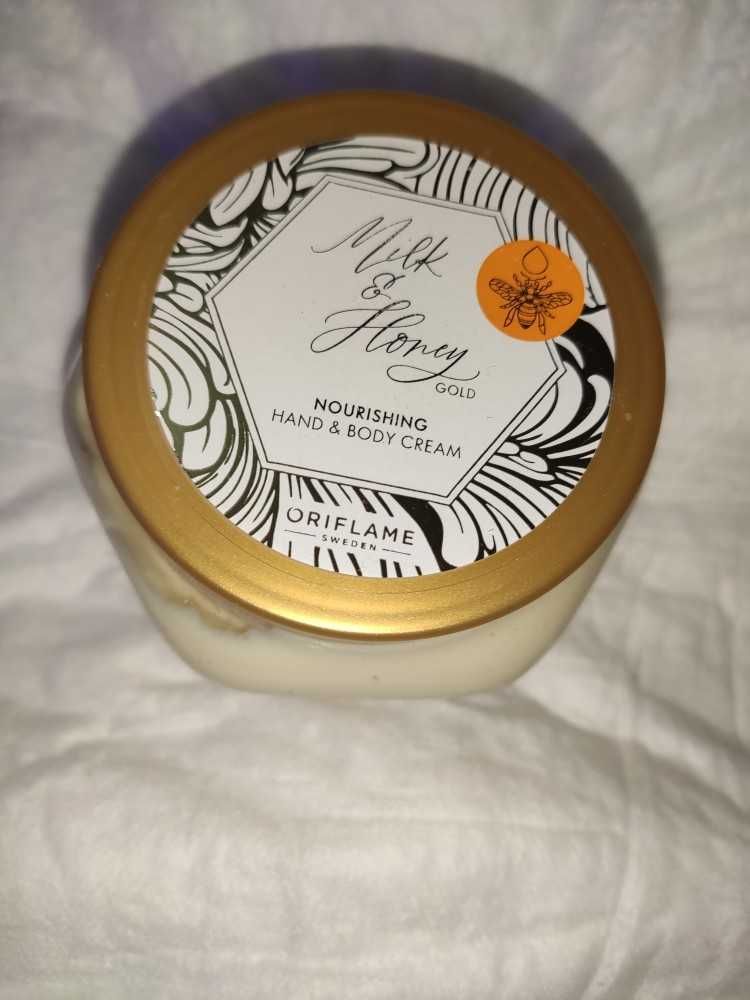 Milk
&
Honey
GOLD
NOURISHING
HAND & BODY CREAM
ORIFLAME
SWEDEN